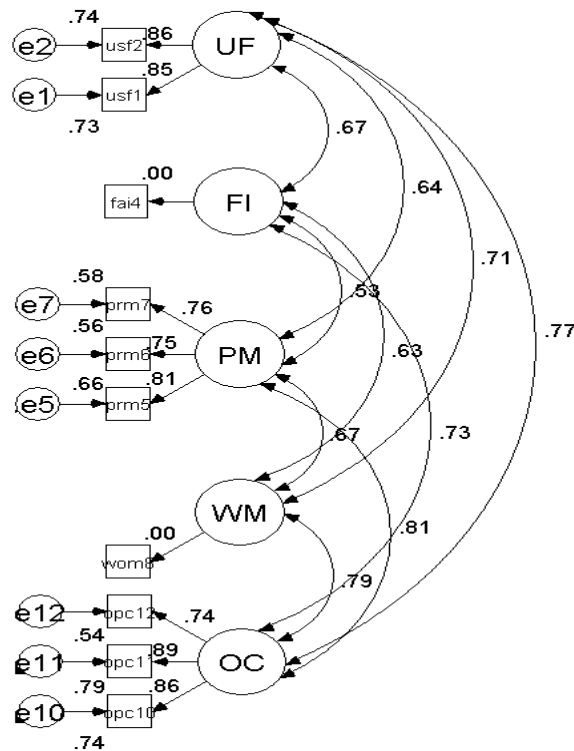 .74
e2 usf2 .86 UF
.85
e1 usf1
.73
.67
.64
.00
fai4 FI
.71
.58
e7 prm7 .76
.53
.56
e6 prm6 .75 PM
.77
.63
.66
e5 prm5 .81
.67
.73
WM
.00
.81
wom8
.79
e12 opc12 .74
.54
e11 opc1 .89 OC
.79
e10 opc10 .86
.74